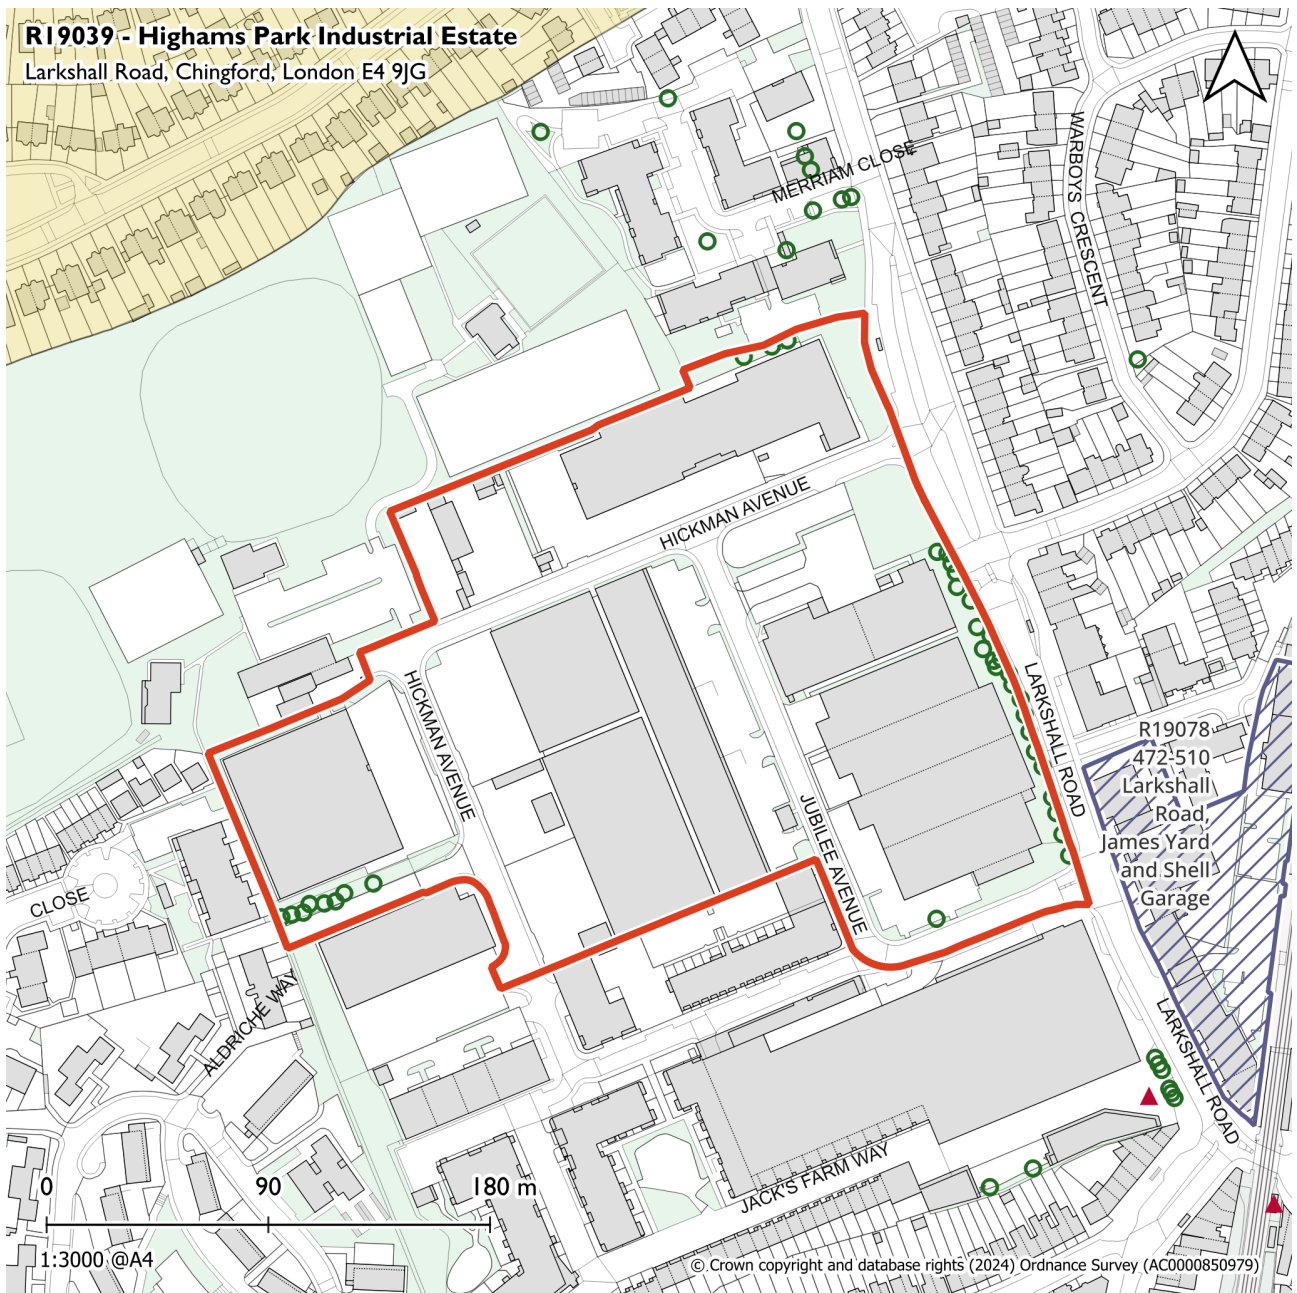 R19039 - Highams Park Industrial Estate
Larkshall Road, Chingford, London E4 9JG
WARBOYS CRESCENT
MERRIAM CLOSE
HICKMAN AVENUE
HICKMAN AVENUE
LARKSHALL ROAD
R19078
472-510
Larkshall
Road,
James Yard
and Shell
Garage
JUBILEE AVENUE
CLOSE
ALDRICHE WAY
LARKSHALL ROAD
JACK'S FARM WAY
0 90 180 m
1:3000 @A4
© Crown copyright and database rights (2024) Ordnance Survey (AC0000850979)